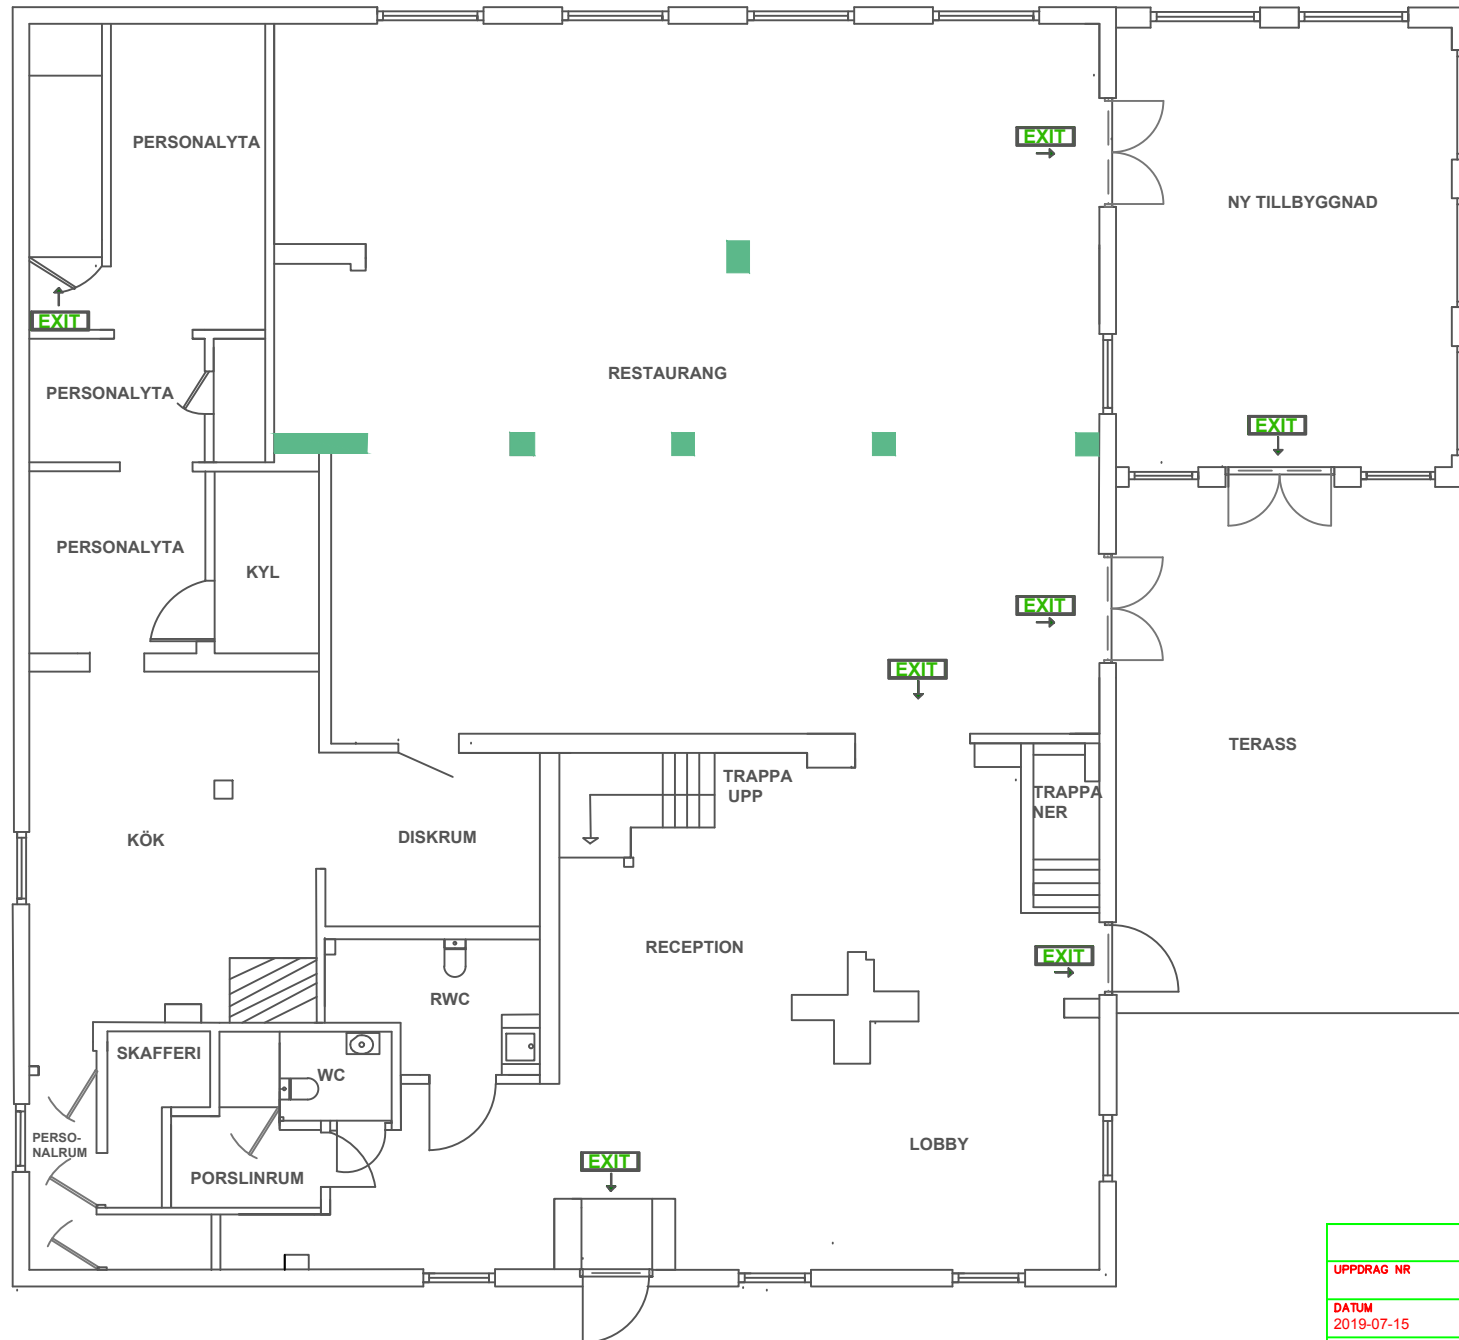 PERSONALYTA
EXIT
NY TILLBYGGNAD
EXIT
RESTAURANG
PERSONALYTA
EXIT
PERSONALYTA
KYL
EXIT
EXIT
TERASS
TRAPPA
UPP
TRAPPA
NER
KÖK
DISKRUM
RECEPTION
EXIT
RWC
SKAFFERI
WC
PERSO-
NALRUM
LOBBY
EXIT
PORSLINRUM
UPPDRAG NR
DATUM
2019-07-15